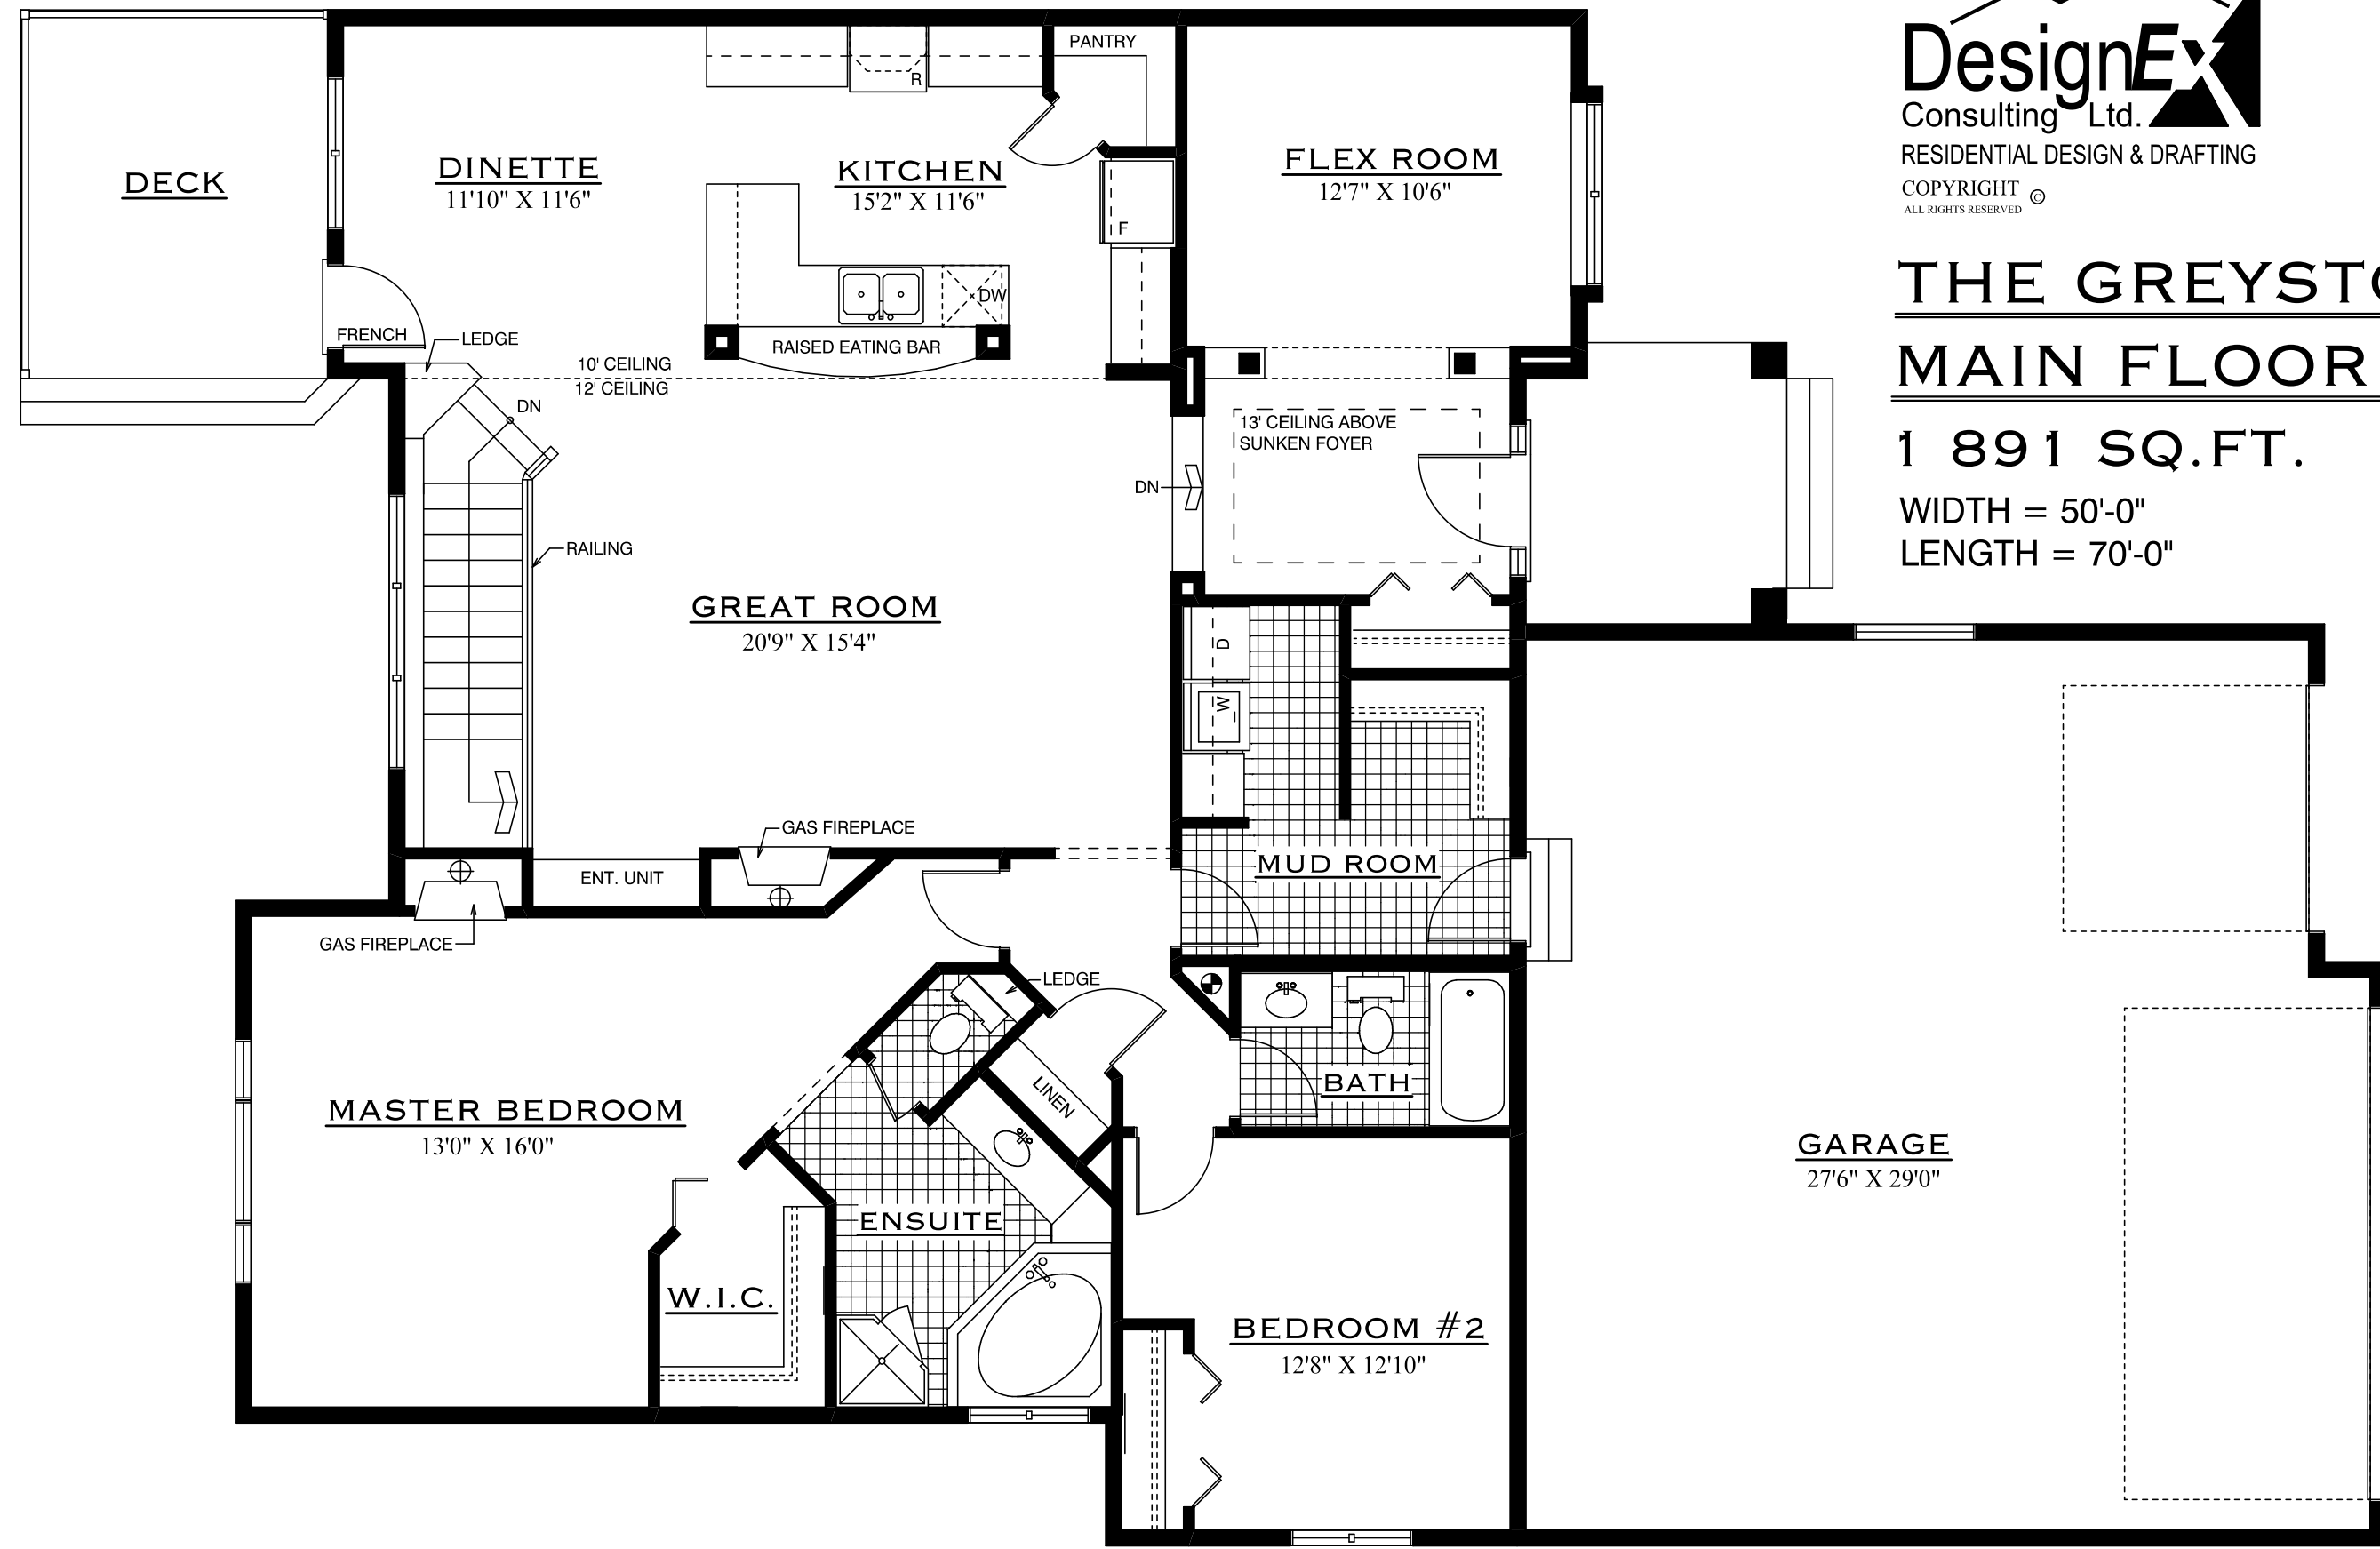 DesignEx
Consulting Ltd.
RESIDENTIAL DESIGN & DRAFTING
COPYRIGHT ©
ALL RIGHTS RESERVED
THE GREYSTO
MAIN FLOOR
1 891 SQ.FT.
WIDTH = 50'-0"
LENGTH = 70'-0"
DECK
DINETTE
11'10" X 11'6"
KITCHEN
15'2" X 11'6"
R
PANTRY
F
DW
RAISED EATING BAR
FLEX ROOM
12'7" X 10'6"
FRENCH
LEDGE
10' CEILING
12' CEILING
DN
RAILING
13' CEILING ABOVE
SUNKEN FOYER
DN
GREAT ROOM
20'9" X 15'4"
D
W
GAS FIREPLACE
ENT. UNIT
GAS FIREPLACE
MUD ROOM
LEDGE
LINEN
BATH
MASTER BEDROOM
13'0" X 16'0"
ENSUITE
W.I.C.
BEDROOM #2
12'8" X 12'10"
GARAGE
27'6" X 29'0"